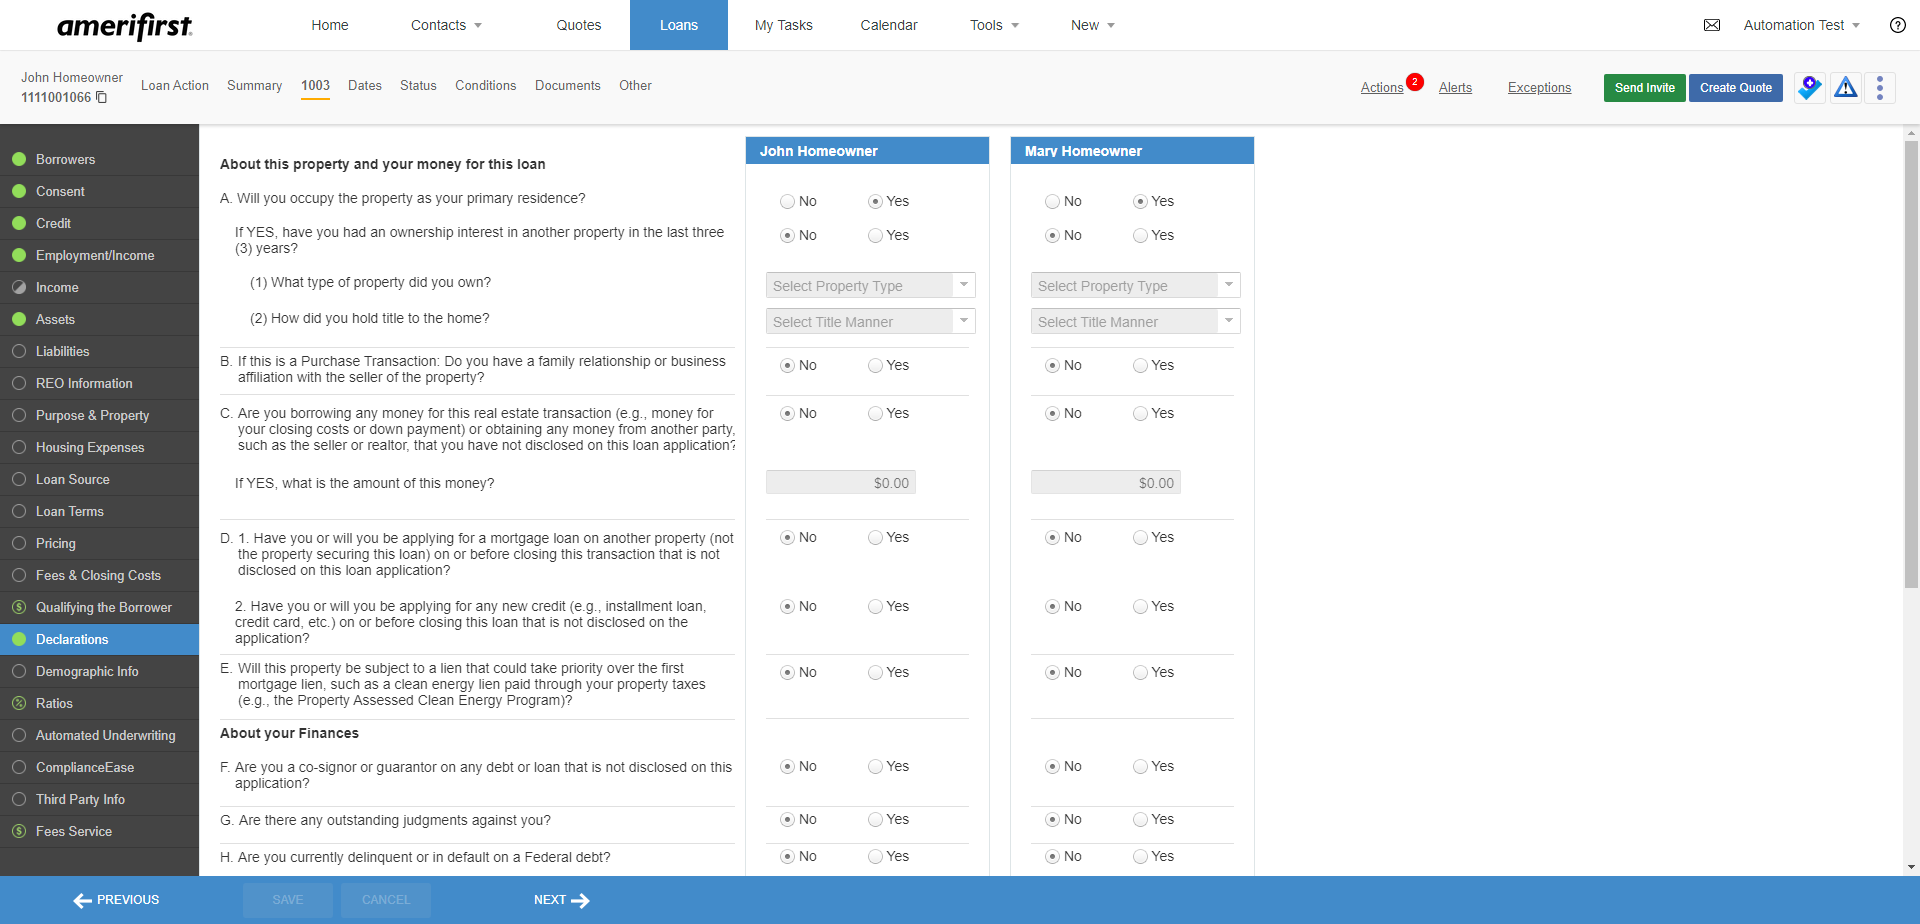 amerifirst
Home
Contacts
Quotes
Loans
My Tasks
Calendar
Tools
New
Automation Test
John Homeowner
1111001066
Loan Action
Summary
1003
Dates
Status
Conditions
Documents
Other
Actions
2
Alerts
Exceptions
Send Invite
Create Quote
Borrowers
Consent
Credit
Employment/Income
Income
Assets
Liabilities
REO Information
Purpose & Property
Housing Expenses
Loan Source
Loan Terms
Pricing
Fees & Closing Costs
Qualifying the Borrower
Declarations
Demographic Info
Ratios
Automated Underwriting
ComplianceEase
Third Party Info
Fees Service
John Homeowner
Mary Homeowner
About this property and your money for this loan
A. Will you occupy the property as your primary residence?
No Yes No Yes
If YES, have you had an ownership interest in another property in the last three
(3) years?
No Yes No Yes
(1) What type of property did you own?
Select Property Type
Select Property Type
(2) How did you hold title to the home?
Select Title Manner
Select Title Manner
B. If this is a Purchase Transaction: Do you have a family relationship or business
affiliation with the seller of the property?
No Yes No Yes
C. Are you borrowing any money for this real estate transaction (e.g., money for
your closing costs or down payment) or obtaining any money from another party,
such as the seller or realtor, that you have not disclosed on this loan application?
No Yes No Yes
If YES, what is the amount of this money?
$0.00
$0.00
D. 1. Have you or will you be applying for a mortgage loan on another property (not
the property securing this loan) on or before closing this transaction that is not
disclosed on this loan application?
No Yes No Yes
2. Have you or will you be applying for any new credit (e.g., installment loan,
credit card, etc.) on or before closing this loan that is not disclosed on the
application?
No Yes No Yes
E. Will this property be subject to a lien that could take priority over the first
mortgage lien, such as a clean energy lien paid through your property taxes
(e.g., the Property Assessed Clean Energy Program)?
No Yes No Yes
About your Finances
F. Are you a co-signor or guarantor on any debt or loan that is not disclosed on this
application?
No Yes No Yes
G. Are there any outstanding judgments against you?
No Yes No Yes
H. Are you currently delinquent or in default on a Federal debt?
No Yes No Yes
PREVIOUS
SAVE
CANCEL
NEXT